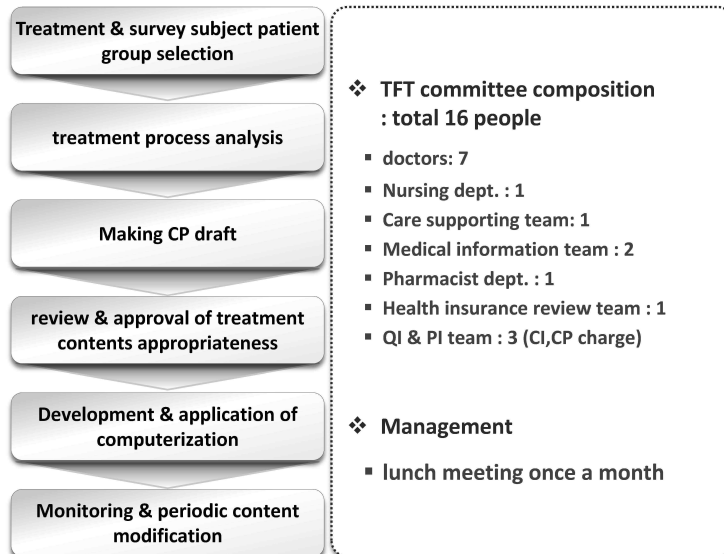 Treatment & survey subject patient
group selection
treatment process analysis
Making CP draft
review & approval of treatment
contents appropriateness
Development & application of
computerization
Monitoring & periodic content
modification
❖ TFT committee composition
: total 16 people
▪ doctors: 7
▪ Nursing dept. : 1
▪ Care supporting team: 1
▪ Medical information team : 2
▪ Pharmacist dept. : 1
▪ Health insurance review team : 1
▪ QI & PI team : 3 (CI,CP charge)
❖ Management
▪ lunch meeting once a month